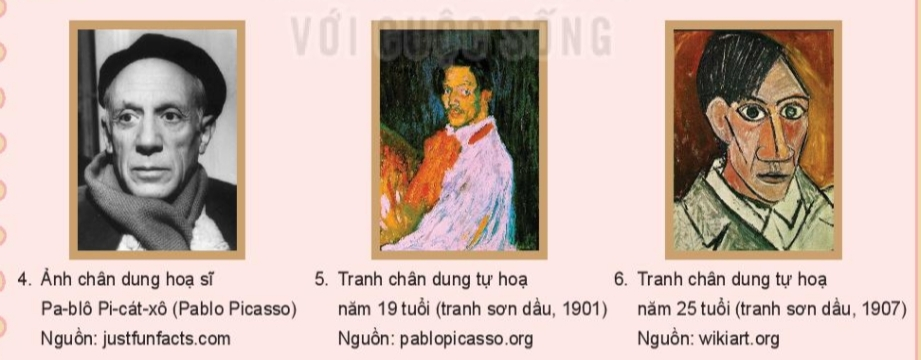 VỚI CUỘC SỐNG
4. Ảnh chân dung hoạ sĩ
Pa-blô Pi-cát-xô (Pablo Picasso)
Nguồn: justfunfacts.com
5. Tranh chân dung tự hoạ
năm 19 tuổi (tranh sơn dầu, 1901)
Nguồn: pablopicasso.org
6. Tranh chân dung tự hoạ
năm 25 tuổi (tranh sơn dầu, 1907)
Nguồn: wikiart.org